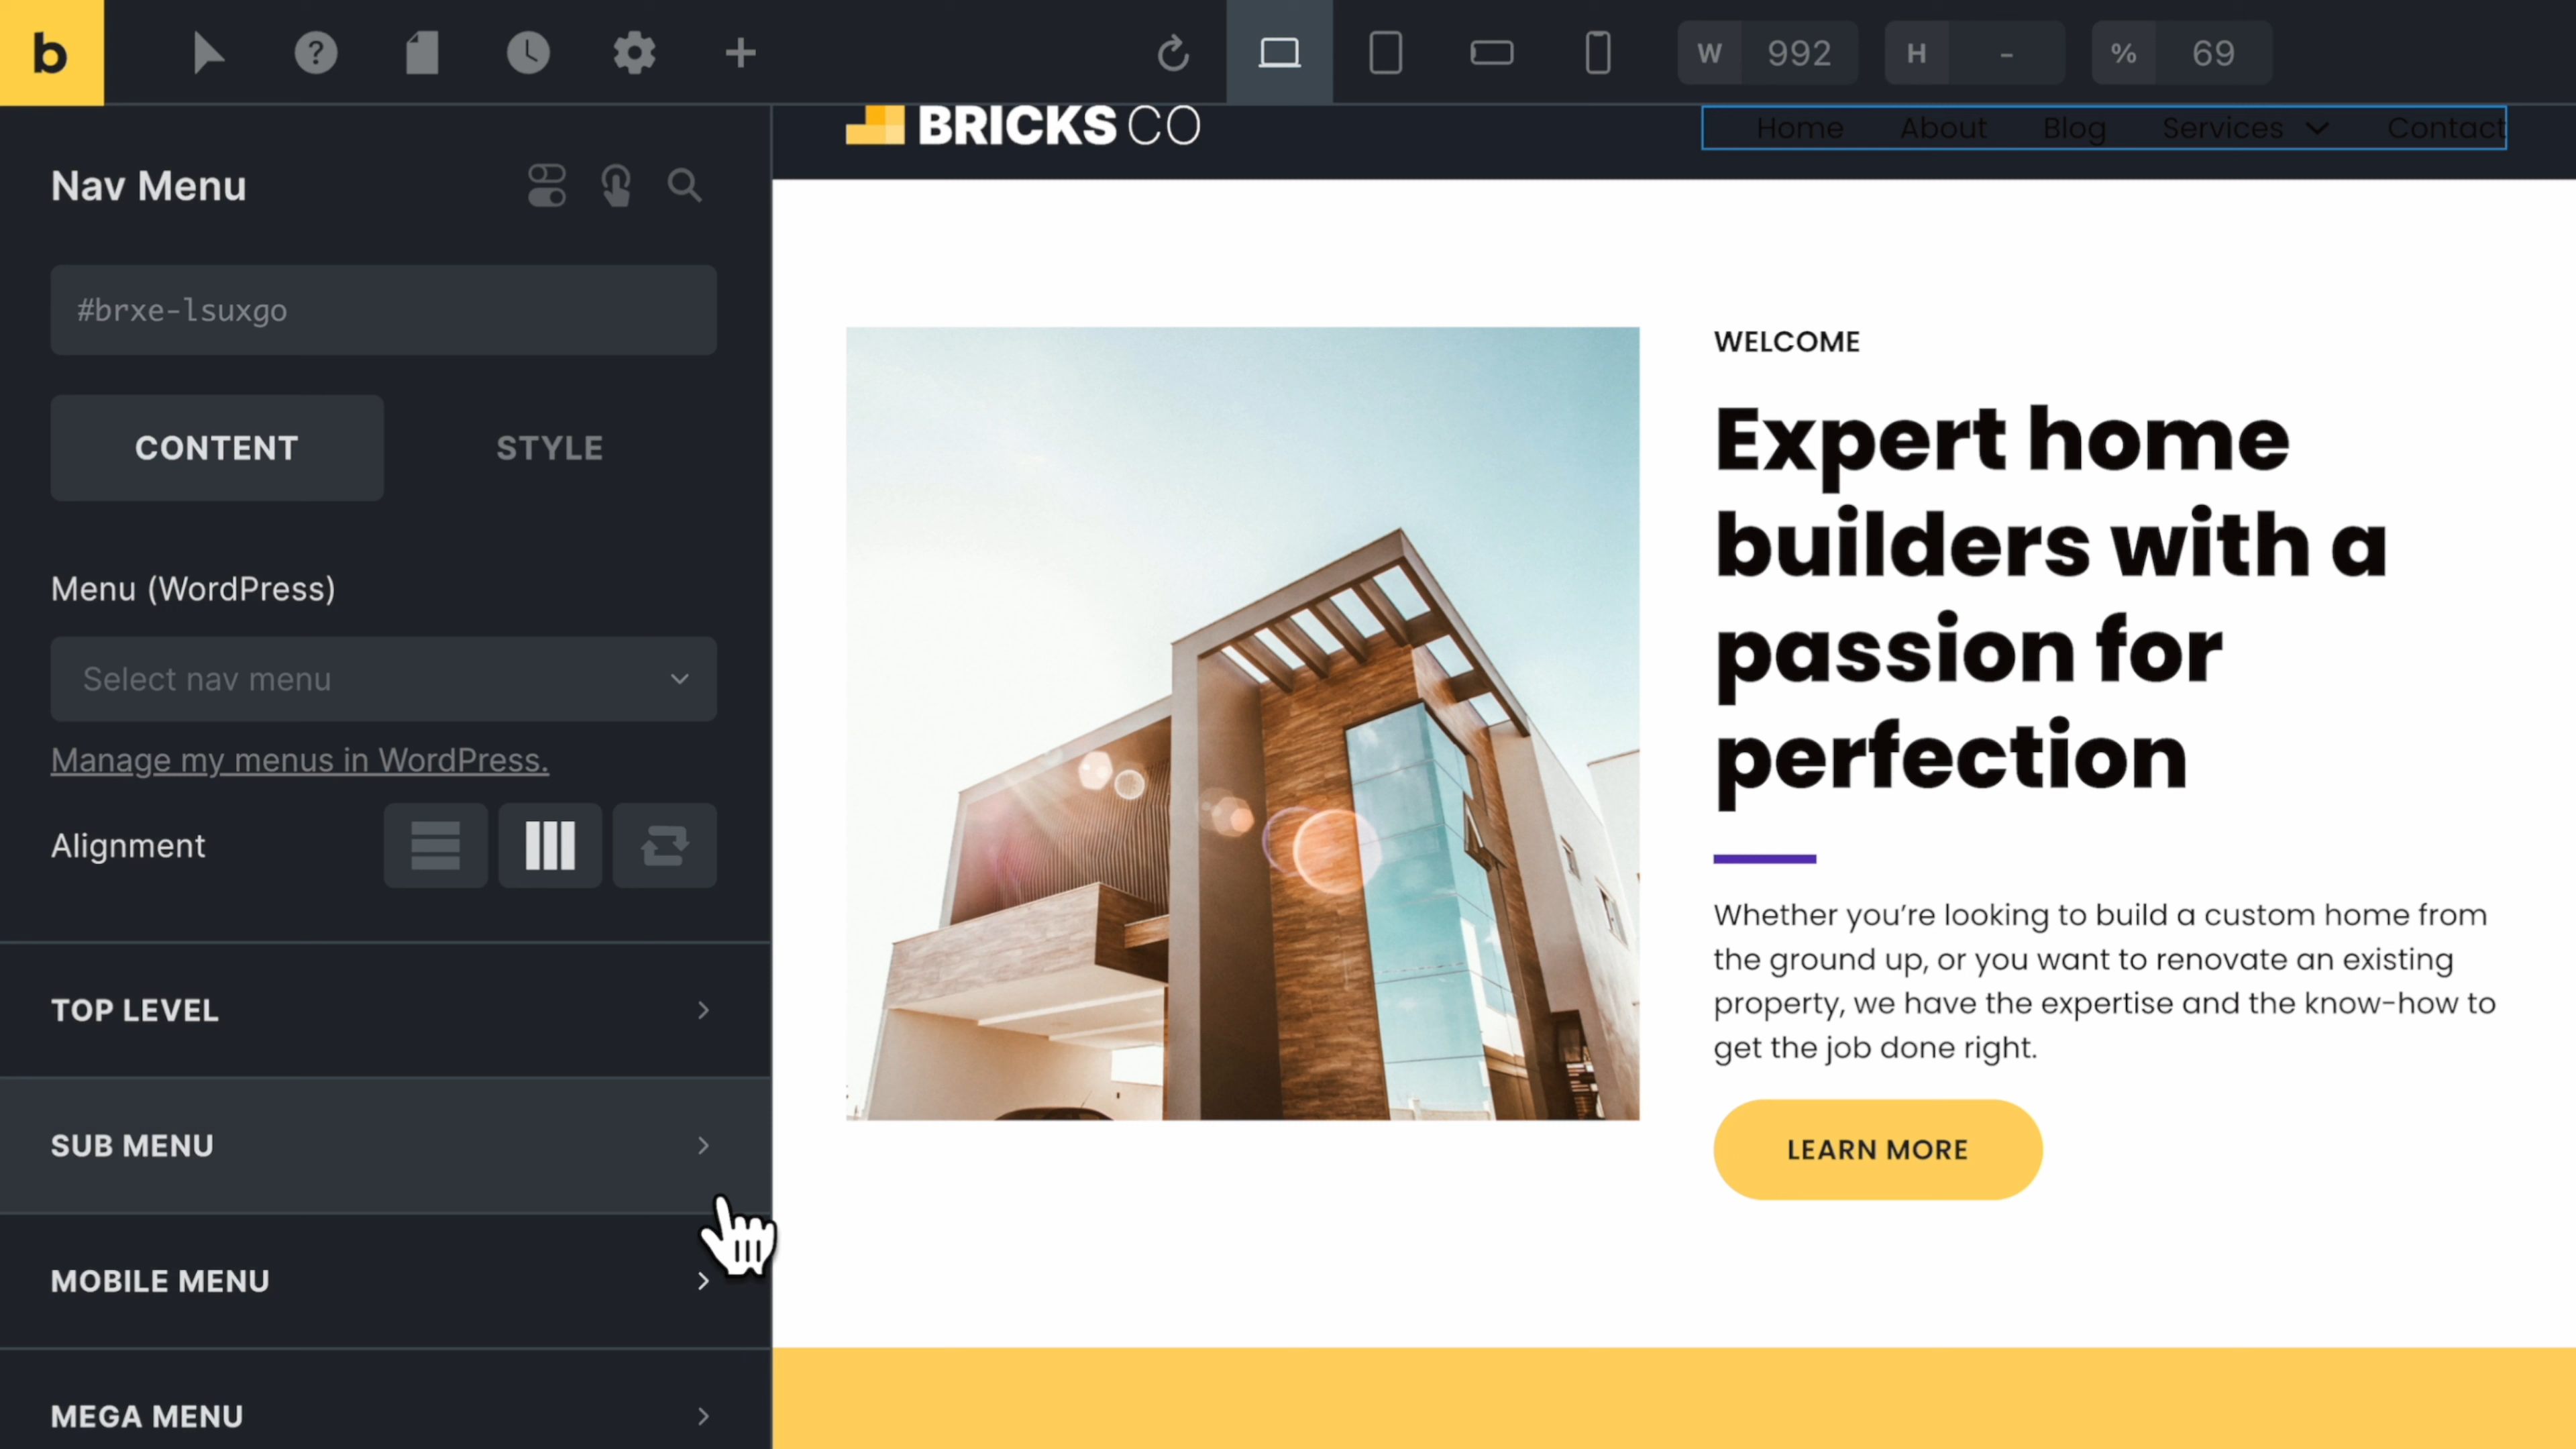 b
?
W 992
H -
% 69
Nav Menu
#brxe-lsuxgo
CONTENT
STYLE
Menu (WordPress)
Select nav menu
Manage my menus in WordPress.
Alignment
TOP LEVEL
SUB MENU
MOBILE MENU
MEGA MENU
BRICKS CO
Home About Blog Services Contact
WELCOME
Expert home
builders with a
passion for
perfection
Whether you're looking to build a custom home from
the ground up, or you want to renovate an existing
property, we have the expertise and the know-how to
get the job done right.
LEARN MORE